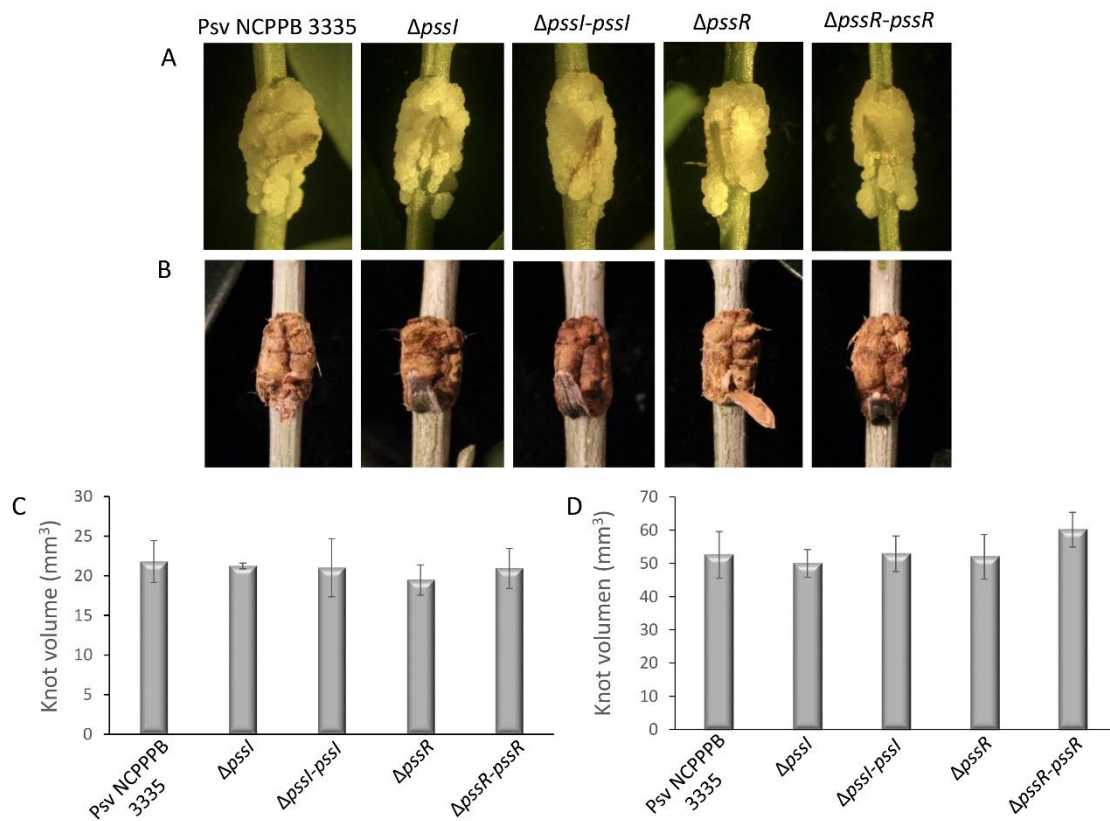 Psv NCPPB 3335 ΔpssI ΔpssI-pssI ΔpssR ΔpssR-pssR
A
B
C
Knot volume (mm³)
30
25
20
15
10
5
0
Psv NCPPPB
3335
ΔpssI
ΔpssI-pssI
ΔpssR
ΔpssR-pssR
D
Knot volumen (mm³)
70
60
50
40
30
20
10
0
Psv NCPPB
3335
ΔpssI
ΔpssI-pssI
ΔpssR
ΔpssR-pssR